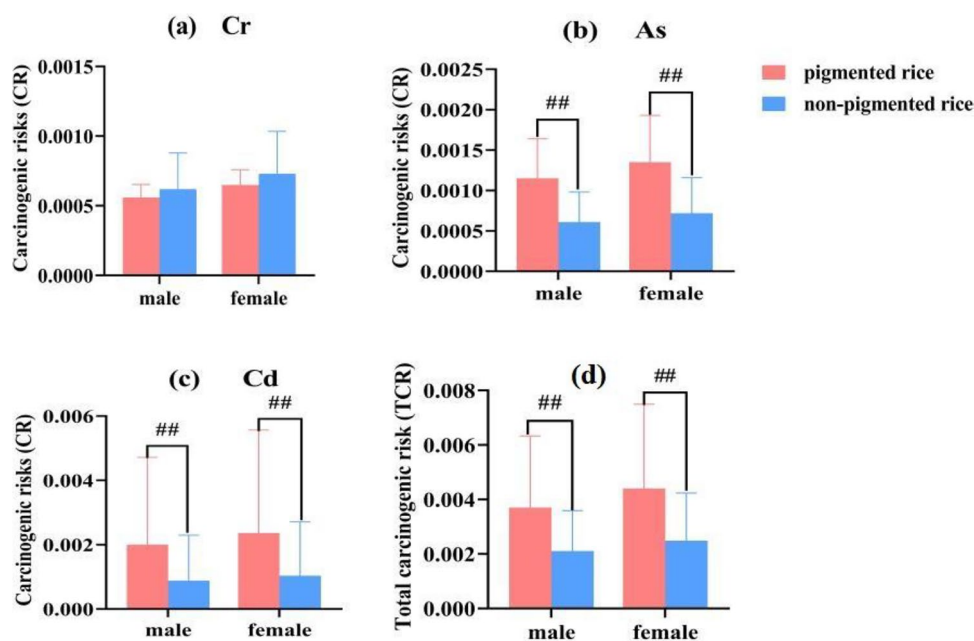 (a) Cr
Carcinogenic risks (CR)
0.0015
0.0010
0.0005
0.0000
male female
(b) As
Carcinogenic risks (CR)
0.0025
0.0020
0.0015
0.0010
0.0005
0.0000
## ##
male female
pigmented rice
non-pigmented rice
(c) Cd
Carcinogenic risks (CR)
0.006
0.004
0.002
0.000
## ##
male female
(d)
Total carcinogenic risk (TCR)
0.008
0.006
0.004
0.002
0.000
## ##
male female